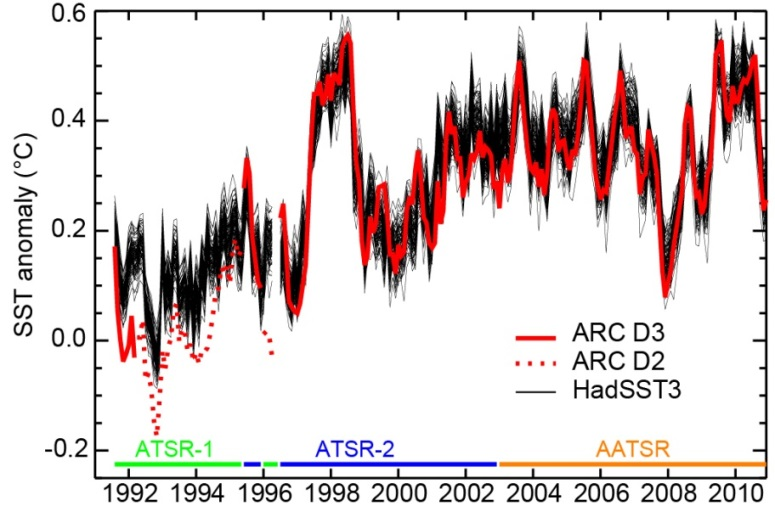 SST anomaly (°C)
0.6
0.4
0.2
0.0
-0.2
ARC D3
ARC D2
HadSST3
ATSR-1 ATSR-2 AATSR
1992 1994 1996 1998 2000 2002 2004 2006 2008 2010